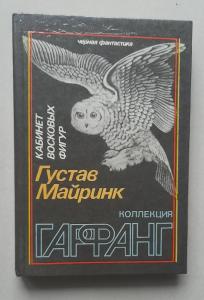 черная фантастика
КАБИНЕТ
ВОСКОВЫХ
ФИГУР
Густав
Майринк
КОЛЛЕКЦИЯ
ГАРФАНГ